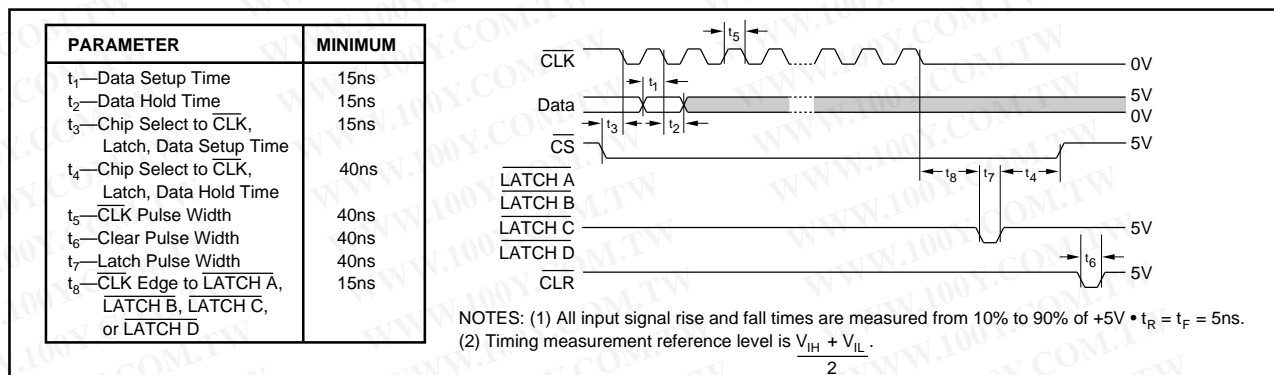 PARAMETER MINIMUM
t1—Data Setup Time 15ns
t2—Data Hold Time 15ns
t3—Chip Select to CLK, 15ns
Latch, Data Setup Time
t4—Chip Select to CLK, 40ns
Latch, Data Hold Time
t5—CLK Pulse Width 40ns
t6—Clear Pulse Width 40ns
t7—Latch Pulse Width 40ns
t8—CLK Edge to LATCH A, 15ns
LATCH B, LATCH C,
or LATCH D
t5
CLK
0V
t1
Data
5V
0V
t3
t2
CS
5V
t8
t7
t4
LATCH A
LATCH B
LATCH C
5V
LATCH D
t6
CLR
5V
NOTES: (1) All input signal rise and fall times are measured from 10% to 90% of +5V • tR = tF = 5ns.
(2) Timing measurement reference level is VIH + VIL.
2
WWW.100Y.COM.TW